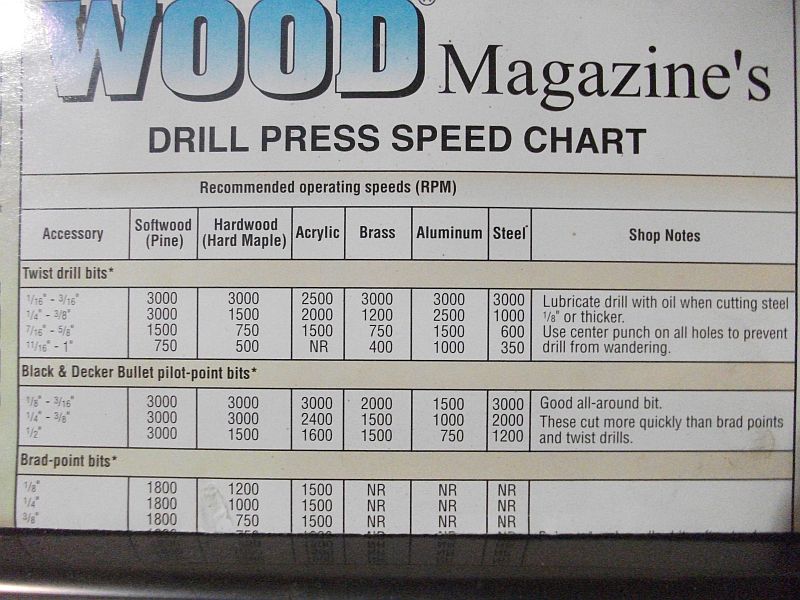 WOOD® Magazine's
DRILL PRESS SPEED CHART
Recommended operating speeds (RPM)
Accessory Softwood (Pine) Hardwood (Hard Maple) Acrylic Brass Aluminum Steel* Shop Notes
Twist drill bits*
1/16" - 3/16" 3000 3000 2500 3000 3000 3000 Lubricate drill with oil when cutting steel
1/4" - 3/8" 3000 1500 2000 1200 2500 1000 1/8" or thicker.
7/16" - 5/8" 1500 750 1500 750 1500 600 Use center punch on all holes to prevent
11/16" - 1" 750 500 NR 400 1000 350 drill from wandering.
Black & Decker Bullet pilot-point bits*
1/8" - 3/16" 3000 3000 3000 2000 1500 3000 Good all-around bit.
1/4" - 3/8" 3000 3000 2400 1500 1000 2000 These cut more quickly than brad points
1/2" 3000 1500 1600 1500 750 1200 and twist drills.
Brad-point bits*
1/8" 1800 1200 1500 NR NR NR
1/4" 1800 1000 1500 NR NR NR
3/8" 1800 750 1500 NR NR NR